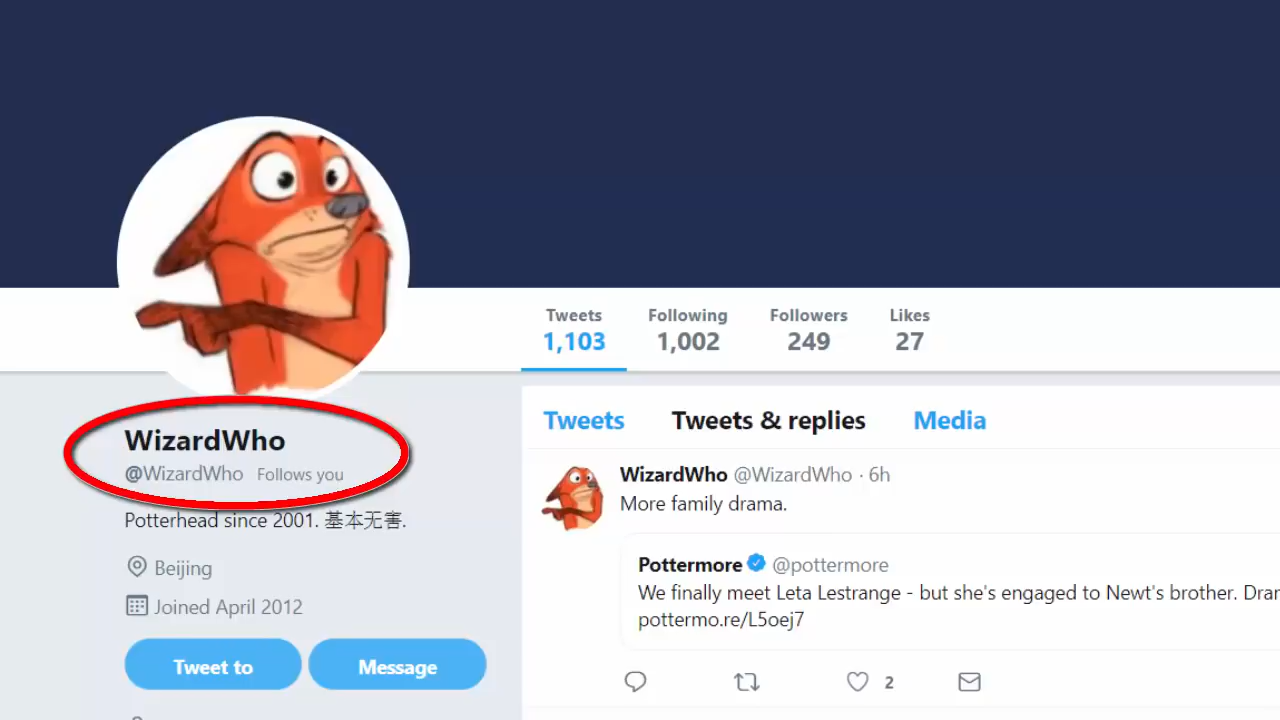 Tweets Following Followers Likes
1,103 1,002 249 27
WizardWho
@WizardWho Follows you
Potterhead since 2001. 基本无害.
Beijing
Joined April 2012
Tweet to Message
Tweets Tweets & replies Media
WizardWho @WizardWho · 6h
More family drama.
Pottermore @pottermore
We finally meet Leta Lestrange - but she's engaged to Newt's brother.
pottermo.re/L5oej7
2